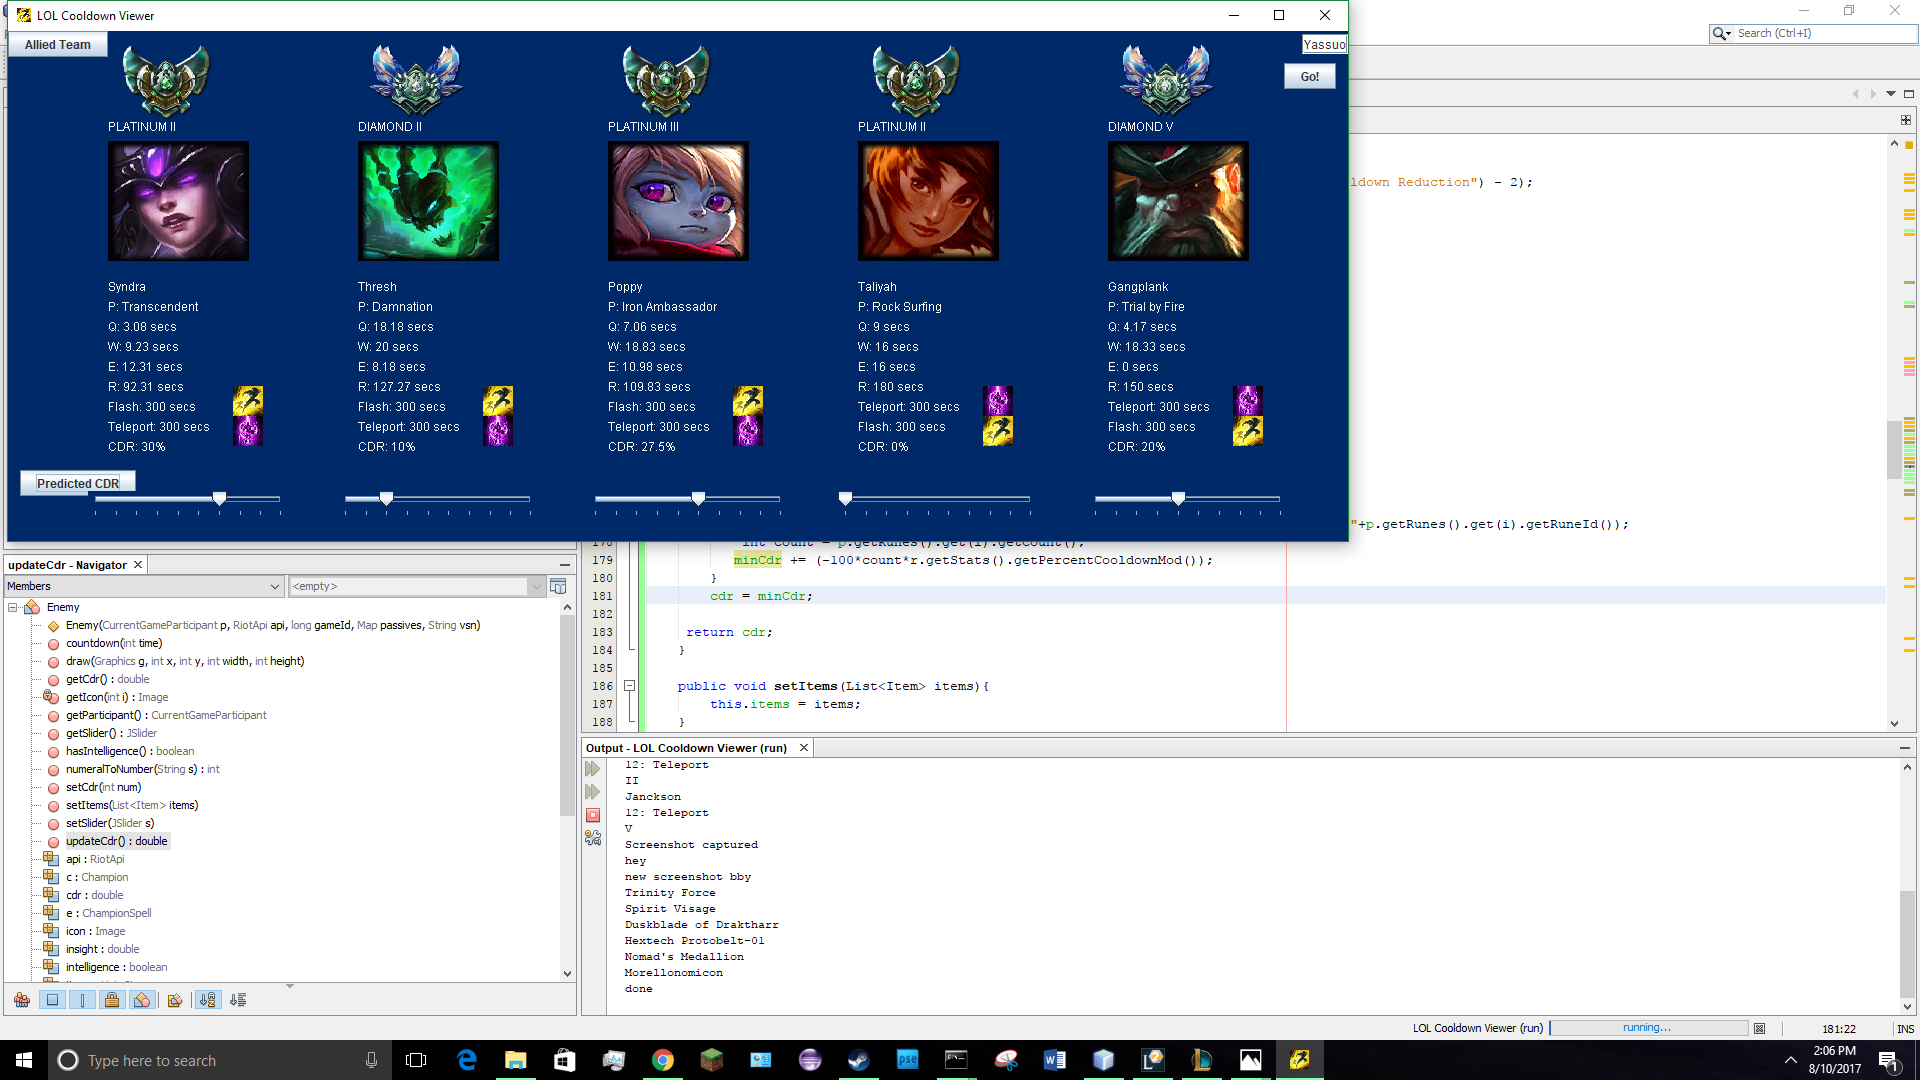 LOL Cooldown Viewer
Allied Team
Yassuo
Go!
PLATINUM II
DIAMOND II
PLATINUM III
PLATINUM II
DIAMOND V
Syndra
P: Transcendent
Q: 3.08 secs
W: 9.23 secs
E: 12.31 secs
R: 92.31 secs
Flash: 300 secs
Teleport: 300 secs
CDR: 30%
Thresh
P: Damnation
Q: 18.18 secs
W: 20 secs
E: 8.18 secs
R: 127.27 secs
Flash: 300 secs
Teleport: 300 secs
CDR: 10%
Poppy
P: Iron Ambassador
Q: 7.06 secs
W: 18.83 secs
E: 10.98 secs
R: 109.83 secs
Flash: 300 secs
Teleport: 300 secs
CDR: 27.5%
Taliyah
P: Rock Surfing
Q: 9 secs
W: 16 secs
E: 16 secs
R: 180 secs
Teleport: 300 secs
Flash: 300 secs
CDR: 0%
Gangplank
P: Trial by Fire
Q: 4.17 secs
W: 18.33 secs
E: 0 secs
R: 150 secs
Teleport: 300 secs
Flash: 300 secs
CDR: 20%
Predicted CDR
Search (Ctrl+I)
ldown Reduction") - 2);
"+p.getRunes().get(i).getRuneId());
178 int count = p.getRunes().get(i).getCount();
179 minCdr += (-100*count*r.getStats().getPercentCooldownMod());
180 }
181 cdr = minCdr;
182
183 return cdr;
184 }
185
186 public void setItems(List<Item> items){
187 this.items = items;
188 }
updateCdr - Navigator
Members
<empty>
Enemy
Enemy(CurrentGameParticipant p, RiotApi api, long gameId, Map passives, String vsn)
countdown(int time)
draw(Graphics g, int x, int y, int width, int height)
getCdr() : double
getIcon(int i) : Image
getParticipant() : CurrentGameParticipant
getSlider() : JSlider
hasIntelligence() : boolean
numeralToNumber(String s) : int
setCdr(int num)
setItems(List<Item> items)
setSlider(JSlider s)
updateCdr() : double
api : RiotApi
c : Champion
cdr : double
e : ChampionSpell
icon : Image
insight : double
intelligence : boolean
Output - LOL Cooldown Viewer (run)
12: Teleport
II
Janckson
12: Teleport
V
Screenshot captured
hey
new screenshot bby
Trinity Force
Spirit Visage
Duskblade of Draktharr
Hextech Protobelt-01
Nomad's Medallion
Morellonomicon
done
LOL Cooldown Viewer (run)
running...
181:22
INS
Type here to search
pse
2:06 PM
8/10/2017
1